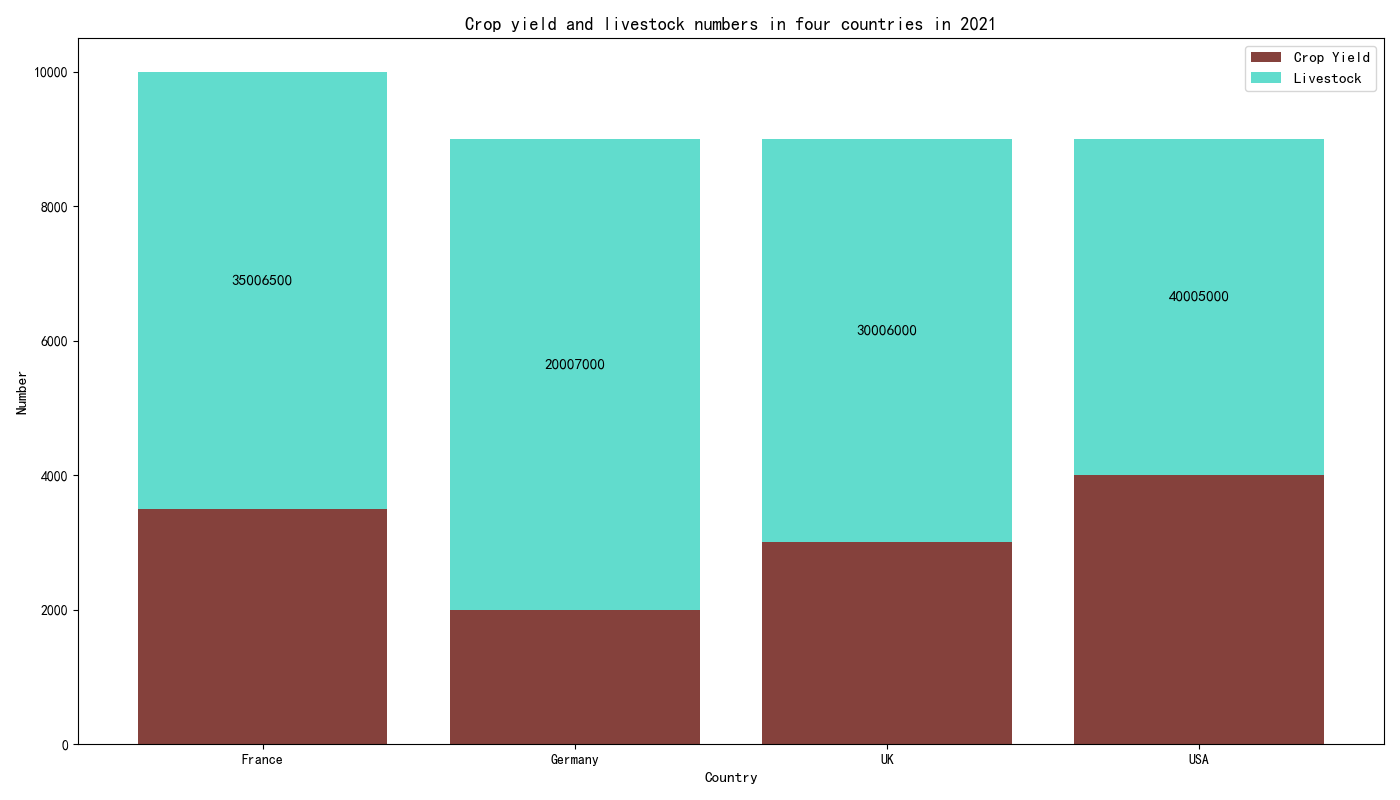 Crop yield and livestock numbers in four countries in 2021
Crop Yield
Livestock
10000
8000
6000
4000
2000
0
Number
35006500
20007000
30006000
40005000
France
Germany
UK
USA
Country